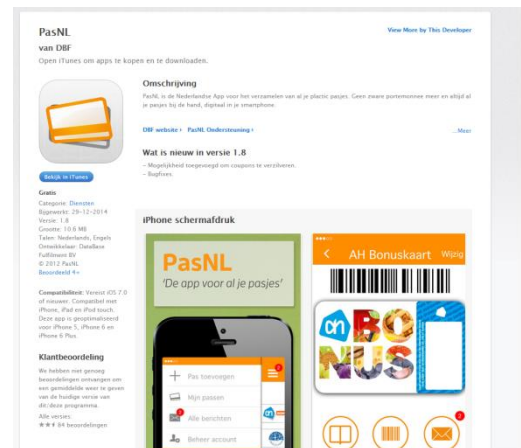 PasNL
View More by This Developer
van DBF
Open iTunes om apps te kopen en te downloaden.
Omschrijving
PasNL is de Nederlandse App voor het verzamelen van al je plactic pasjes. Geen zware portemonnee meer en altijd al
je pasjes bij de hand, digitaal in je smartphone.
DBF website › PasNL Ondersteuning ›
...Meer
Wat is nieuw in versie 1.8
- Mogelijkheid toegevoegd om coupons te verzilveren.
- Bugfixes.
Bekijk in iTunes
Gratis
Categorie: Diensten
Bijgewerkt: 29-12-2014
Versie: 1.8
Grootte: 10.8 MB
Talen: Nederlands, Engels
Ontwikkelaar: DataBase
Fulfilment BV
© 2012 PasNL
Beoordeeld 4+
Compatibiliteit: Vereist iOS 7.0
of nieuwer. Compatibel met
iPhone, iPad en iPod touch.
Deze app is geoptimaliseerd
voor iPhone 5, iPhone 6 en
iPhone 6 Plus.
Klantbeoordeling
We hebben niet genoeg
beoordelingen ontvangen om
een gemiddelde weer te geven
van de huidige versie van
dit/deze programma.
Alle versies:
84 beoordelingen
iPhone schermafdruk
PasNL
'De app voor al je pasjes'
Pas toevoegen
Mijn passen
Alle berichten
Beheer account
AH Bonuskaart
Wijzig
BONUS